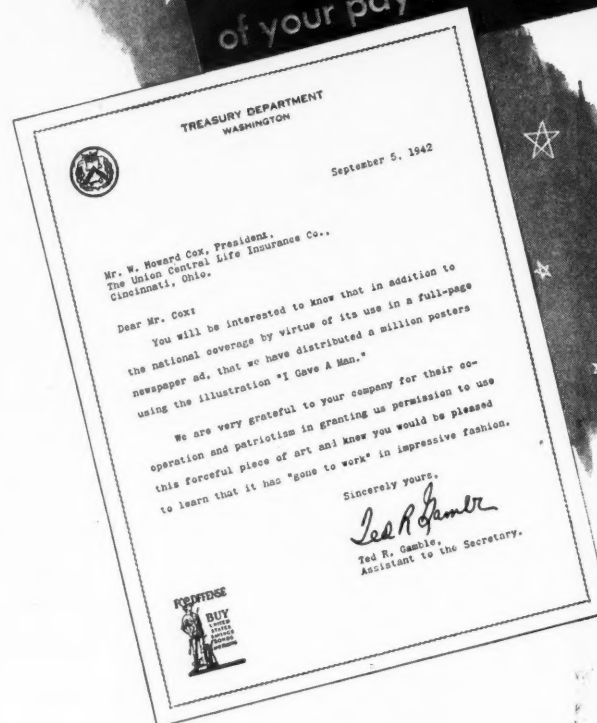 of your pay
TREASURY DEPARTMENT
WASHINGTON
September 5, 1942
Mr. W. Howard Cox, President,
The Union Central Life Insurance Co.,
Cincinnati, Ohio.
Dear Mr. Cox:
You will be interested to know that in addition to
the national coverage by virtue of its use in a full-page
newspaper ad, that we have distributed a million posters
using the illustration "I Gave A Man."
We are very grateful to your company for their co-
operation and patriotism in granting us permission to use
this forceful piece of art and knew you would be pleased
to learn that it has "gone to work" in impressive fashion.
Sincerely yours,
Ted R Gamble
Ted R. Gamble,
Assistant to the Secretary.
FOR DEFENSE
BUY
UNITED
STATES
SAVINGS
BONDS